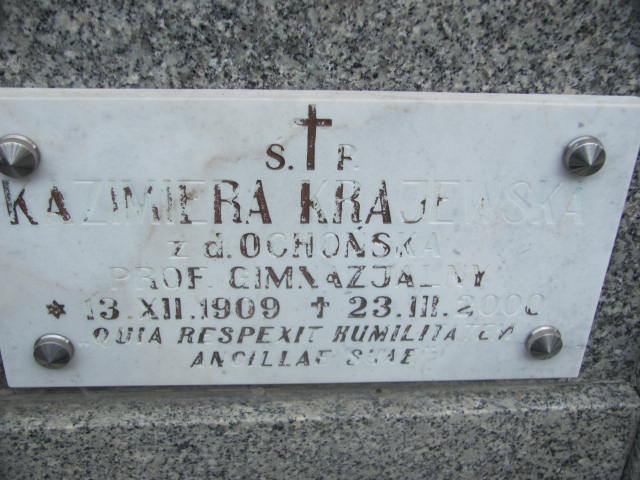 Ś. P.
KAZIMIERA KRAJEWSKA
z d. OCHOŃSKA
PROF. GIMNAZJALNY
* 13.XII.1909 † 23.III.2000
"QUIA RESPEXIT HUMILITATEM
ANCILLAE SUAE"